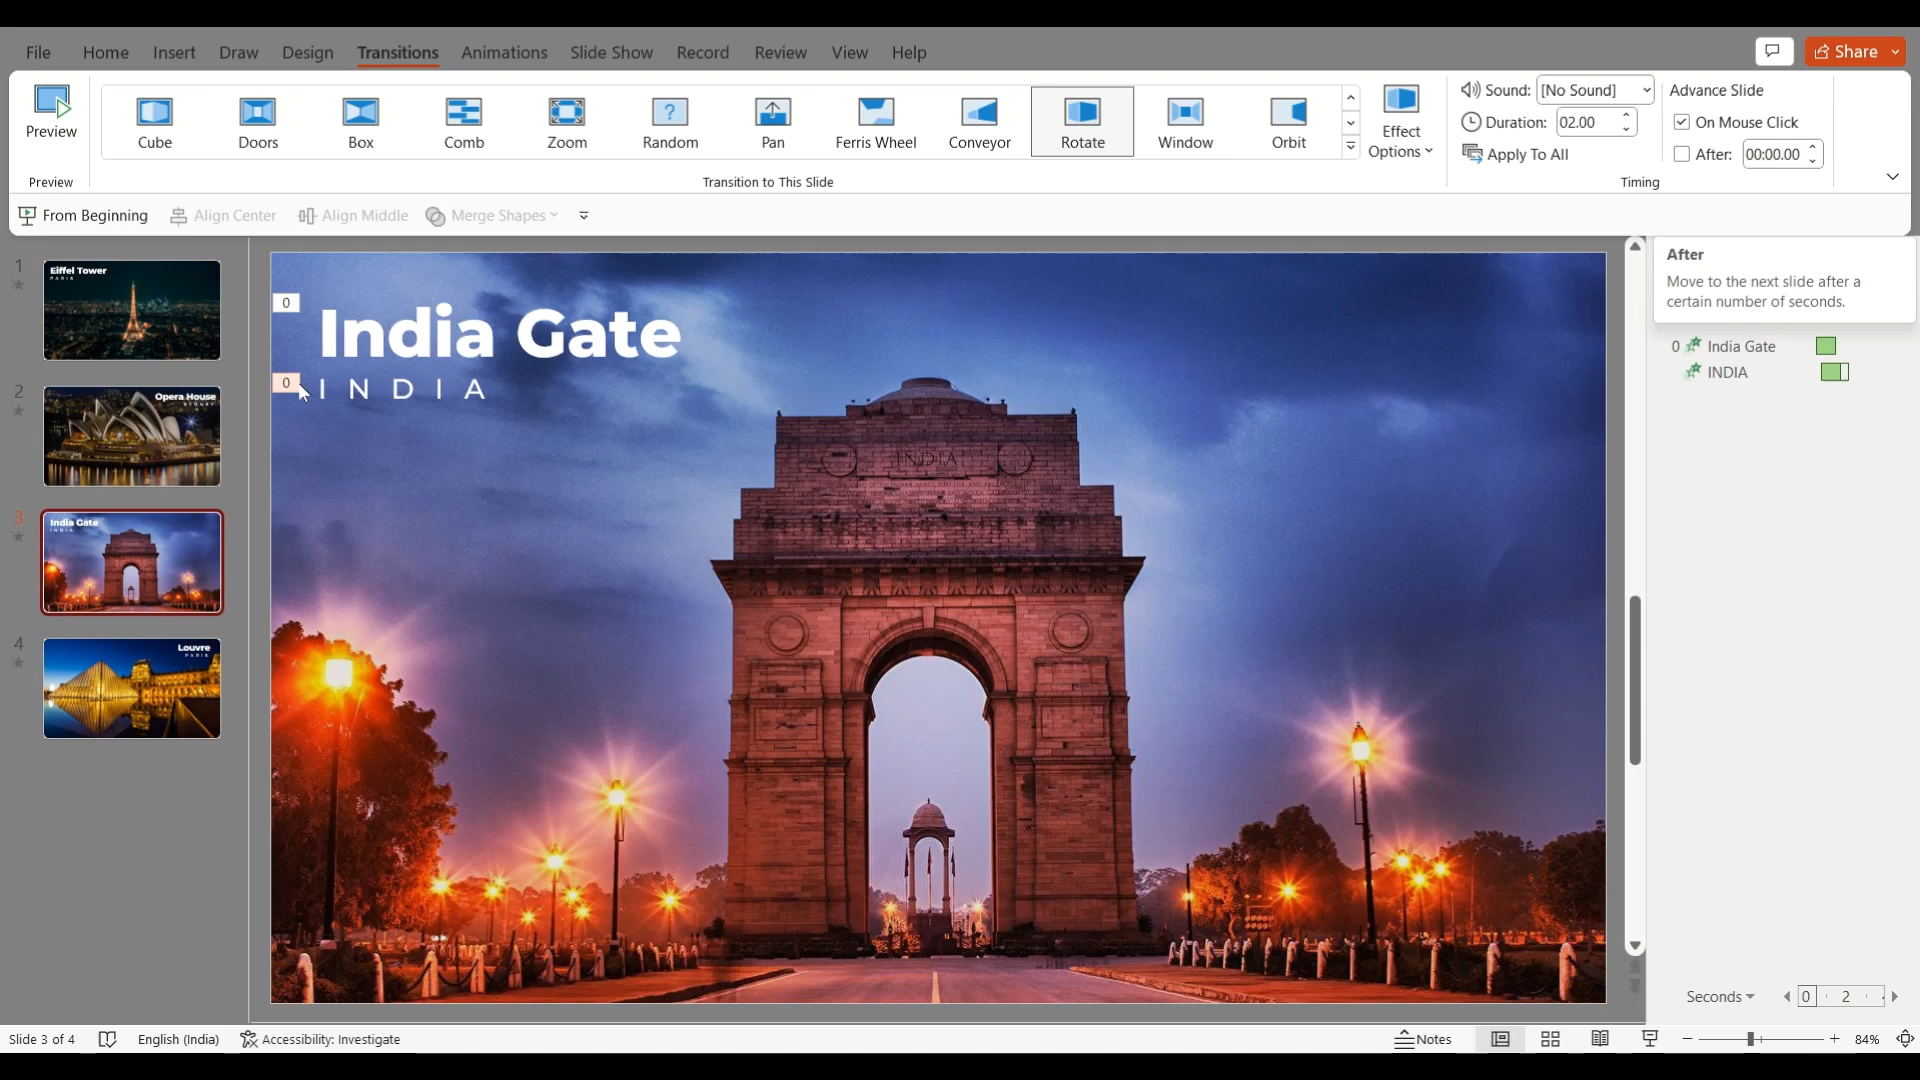 File Home Insert Draw Design Transitions Animations Slide Show Record Review View Help Share
Preview
Cube Doors Box Comb Zoom Random Pan Ferris Wheel Conveyor Rotate Window Orbit
Effect Options
Sound: [No Sound]
Duration: 02.00
Apply To All
Advance Slide
On Mouse Click
After: 00:00.00
Preview Transition to This Slide Timing
From Beginning Align Center Align Middle Merge Shapes
1
Eiffel Tower
PARIS
2
Opera House
SYDNEY
3
India Gate
INDIA
4
Louvre
PARIS
0
India Gate
0
INDIA
INDIA
After
Move to the next slide after a
certain number of seconds.
0 India Gate
INDIA
Seconds 0 2
Slide 3 of 4 English (India) Accessibility: Investigate Notes 84%